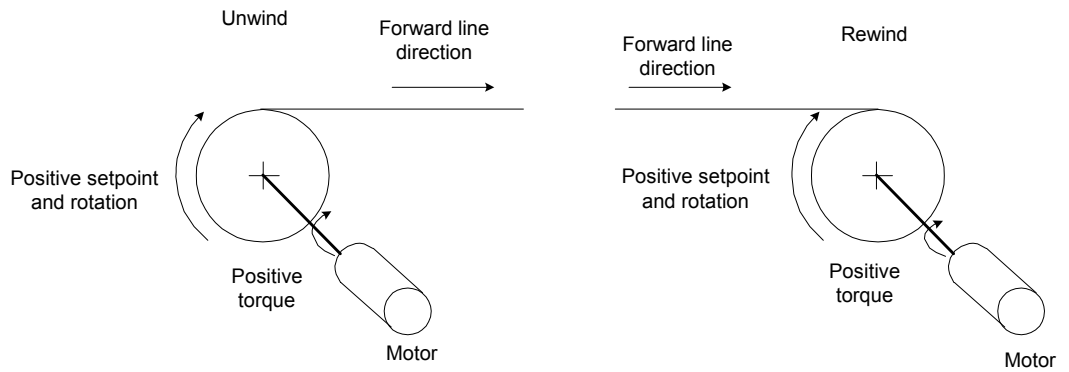 Unwind
Forward line
direction
Positive setpoint
and rotation
Positive
torque
Motor
Rewind
Forward line
direction
Positive setpoint
and rotation
Positive
torque
Motor